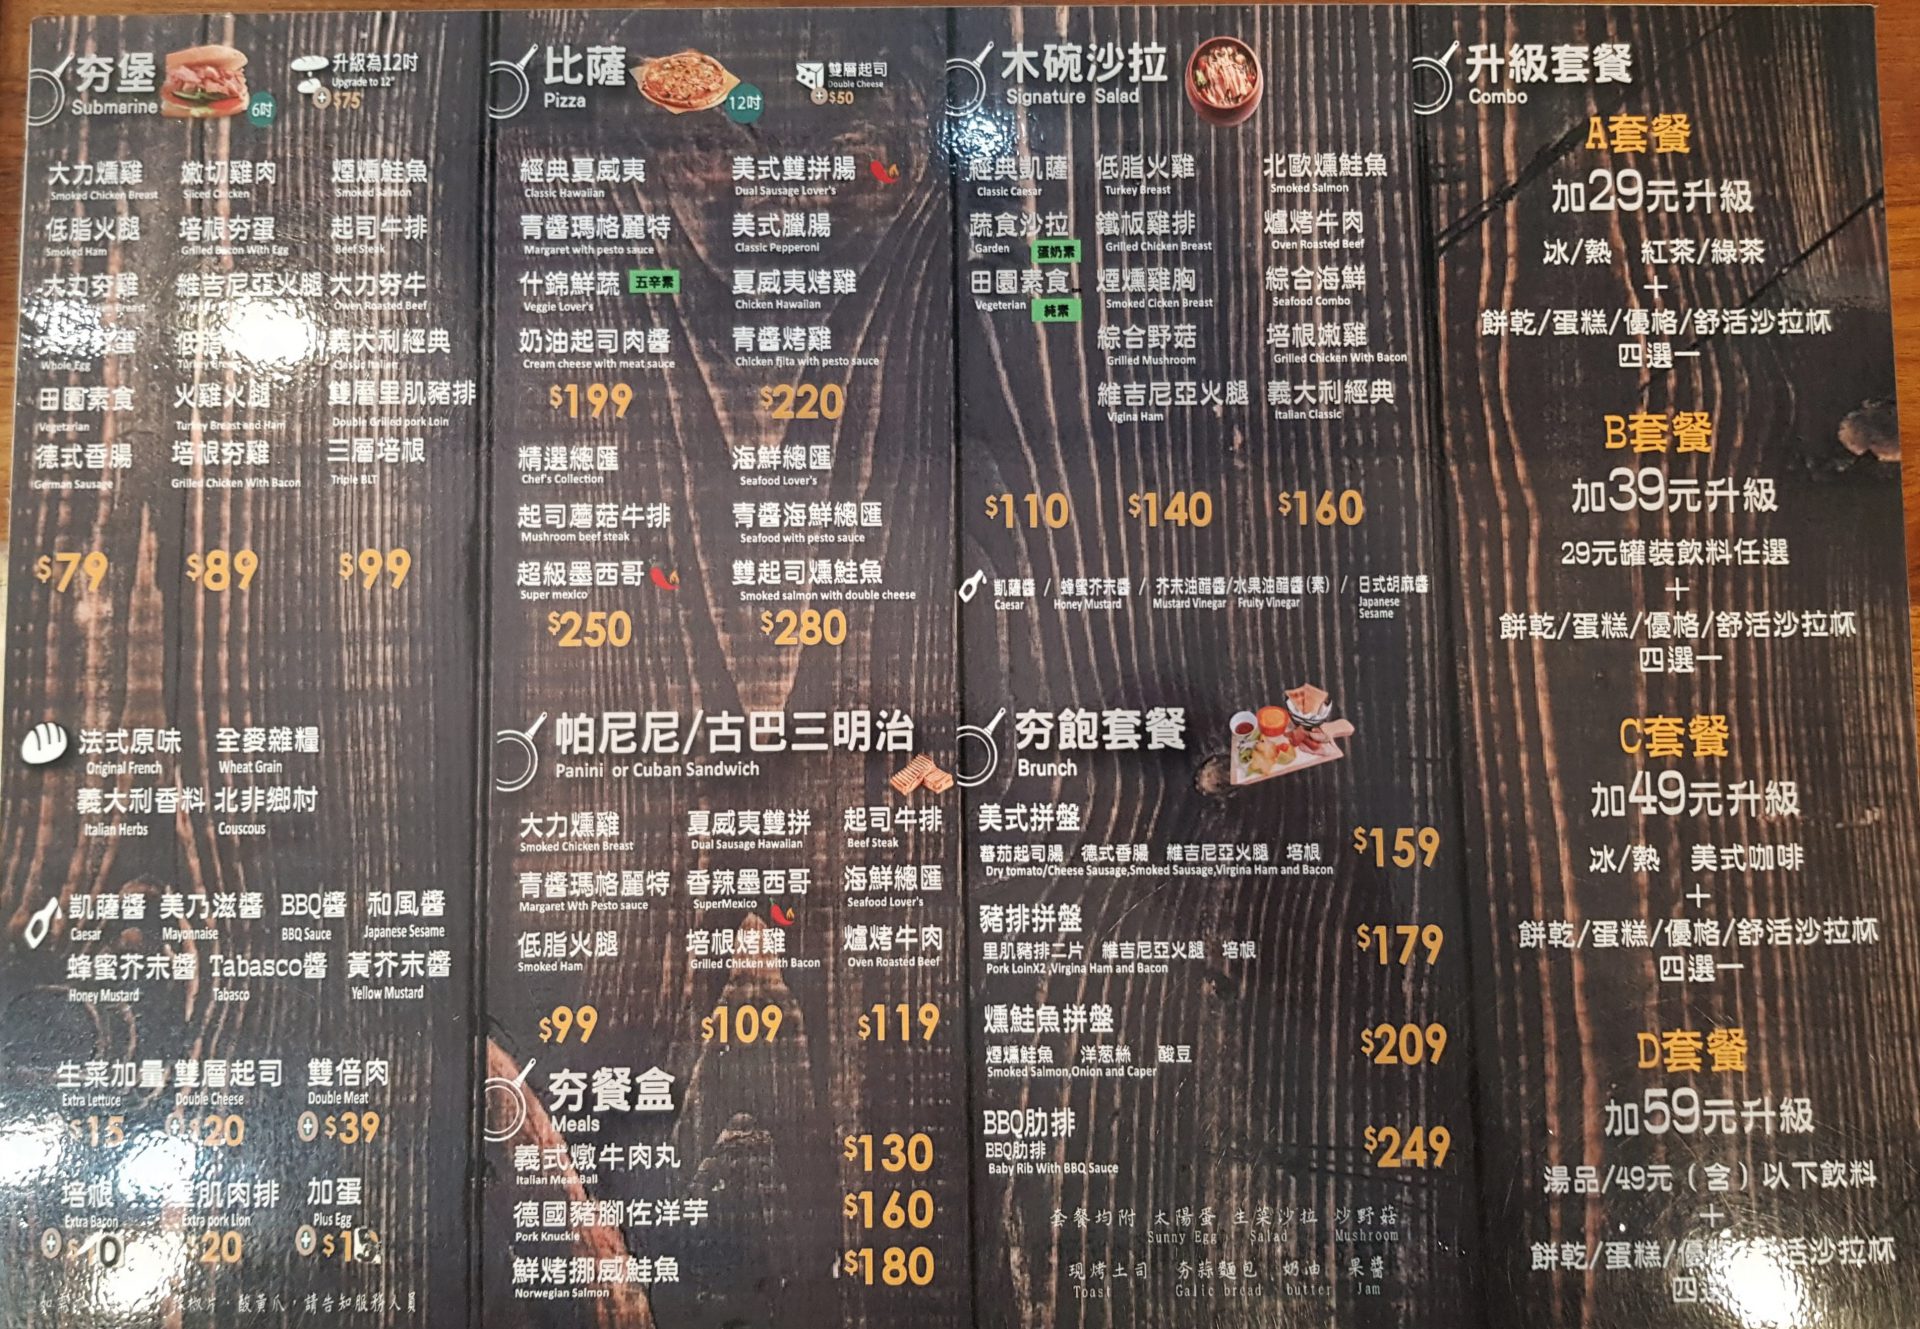 夯堡
Submarine
6吋
升級為12吋
Upgrade to 12"
$75
大力燻雞 嫩切雞肉 煙燻鮭魚
Smoked Chicken Breast Sliced Chicken Smoked Salmon
低脂火腿 培根夯蛋 起司牛排
Smoked Ham Grilled Bacon With Egg Beef Steak
大力夯雞 維吉尼亞火腿 大力夯牛
Oven Roasted Beef
蛋 低脂 義大利經典
Whole Egg Classic Italian
田園素食 火雞火腿 雙層里肌豬排
Vegetarian Turkey Breast and Ham Double Grilled pork Loin
德式香腸 培根夯雞 三層培根
German Sausage Grilled Chicken With Bacon Triple BLT
$79 $89 $99
法式原味 全麥雜糧
Original French Wheat Grain
義大利香料 北非鄉村
Italian Herbs Couscous
凱薩醬 美乃滋醬 BBQ醬 和風醬
Caesar Mayonnaise BBQ Sauce Japanese Sesame
蜂蜜芥末醬 Tabasco醬 黃芥末醬
Honey Mustard Tabasco Yellow Mustard
生菜加量 雙層起司 雙倍肉
Extra Lettuce Double Cheese Double Meat
$15 $20 $39
培根 里肌肉排 加蛋
Extra Bacon Extra pork Lion Plus Egg
$20
辣椒片，酸黃瓜，請告知服務人員
比薩
Pizza
12吋
雙層起司
Double Cheese
$50
經典夏威夷 美式雙拼腸
Classic Hawaiian Dual Sausage Lover's
青醬瑪格麗特 美式臘腸
Margaret with pesto sauce Classic Pepperoni
什錦鮮蔬 五辛素 夏威夷烤雞
Veggie Lover's Chicken Hawaiian
奶油起司肉醬 青醬烤雞
Cream cheese with meat sauce Chicken fjita with pesto sauce
$199 $220
精選總匯 海鮮總匯
Chef's Collection Seafood Lover's
起司蘑菇牛排 青醬海鮮總匯
Mushroom beef steak Seafood with pesto sauce
超級墨西哥 雙起司燻鮭魚
Super mexico Smoked salmon with double cheese
$250 $280
帕尼尼/古巴三明治
Panini or Cuban Sandwich
大力燻雞 夏威夷雙拼 起司牛排
Smoked Chicken Breast Dual Sausage Hawaiian Beef Steak
青醬瑪格麗特 香辣墨西哥 海鮮總匯
Margaret Wth Pesto sauce SuperMexico Seafood Lover's
低脂火腿 培根烤雞 爐烤牛肉
Smoked Ham Grilled Chicken with Bacon Oven Roasted Beef
$99 $109 $119
夯餐盒
Meals
義式燉牛肉丸 $130
Italian Meat Ball
德國豬腳佐洋芋 $160
Pork Knuckle
鮮烤挪威鮭魚 $180
Norwegian Salmon
木碗沙拉
Signature Salad
經典凱薩 低脂火雞 北歐燻鮭魚
Classic Caesar Turkey Breast Smoked Salmon
蔬食沙拉 鐵板雞排 爐烤牛肉
Garden 蛋奶素 Grilled Chicken Breast Oven Roasted Beef
田園素食 煙燻雞胸 綜合海鮮
Vegeterian 純素 Smoked Cicken Breast Seafood Combo
綜合野菇 培根嫩雞
Grilled Mushroom Grilled Chicken With Bacon
維吉尼亞火腿 義大利經典
Vigina Ham Italian Classic
$110 $140 $160
凱薩醬 / 蜂蜜芥末醬 / 芥末油醋醬/水果油醋醬(素) / 日式胡麻醬
Caesar Honey Mustard Mustard Vinegar Fruity Vinegar Japanese
Sesame
夯飽套餐
Brunch
美式拼盤
蕃茄起司腸 德式香腸 維吉尼亞火腿 培根 $159
Dry tomato/Cheese Sausage,Smoked Sausage,Virgina Ham and Bacon
豬排拼盤
里肌豬排二片 維吉尼亞火腿 培根 $179
Pork LoinX2 ,Virgina Ham and Bacon
燻鮭魚拼盤
煙燻鮭魚 洋蔥絲 酸豆 $209
Smoked Salmon,Onion and Caper
BBQ肋排
BBQ肋排 $249
Baby Rib With BBQ Sauce
套餐均附 太陽蛋 生菜沙拉 炒野菇
Sunny Egg Salad Mushroom
現烤土司 夯蒜麵包 奶油 果醬
Toast Galic bread butter Jam
升級套餐
Combo
A套餐
加29元升級
冰/熱 紅茶/綠茶
+
餅乾/蛋糕/優格/舒活沙拉杯
四選一
B套餐
加39元升級
29元罐裝飲料任選
+
餅乾/蛋糕/優格/舒活沙拉杯
四選一
C套餐
加49元升級
冰/熱 美式咖啡
+
餅乾/蛋糕/優格/舒活沙拉杯
四選一
D套餐
加59元升級
湯品/49元(含)以下飲料
+
餅乾/蛋糕/優格/舒活沙拉杯
四選